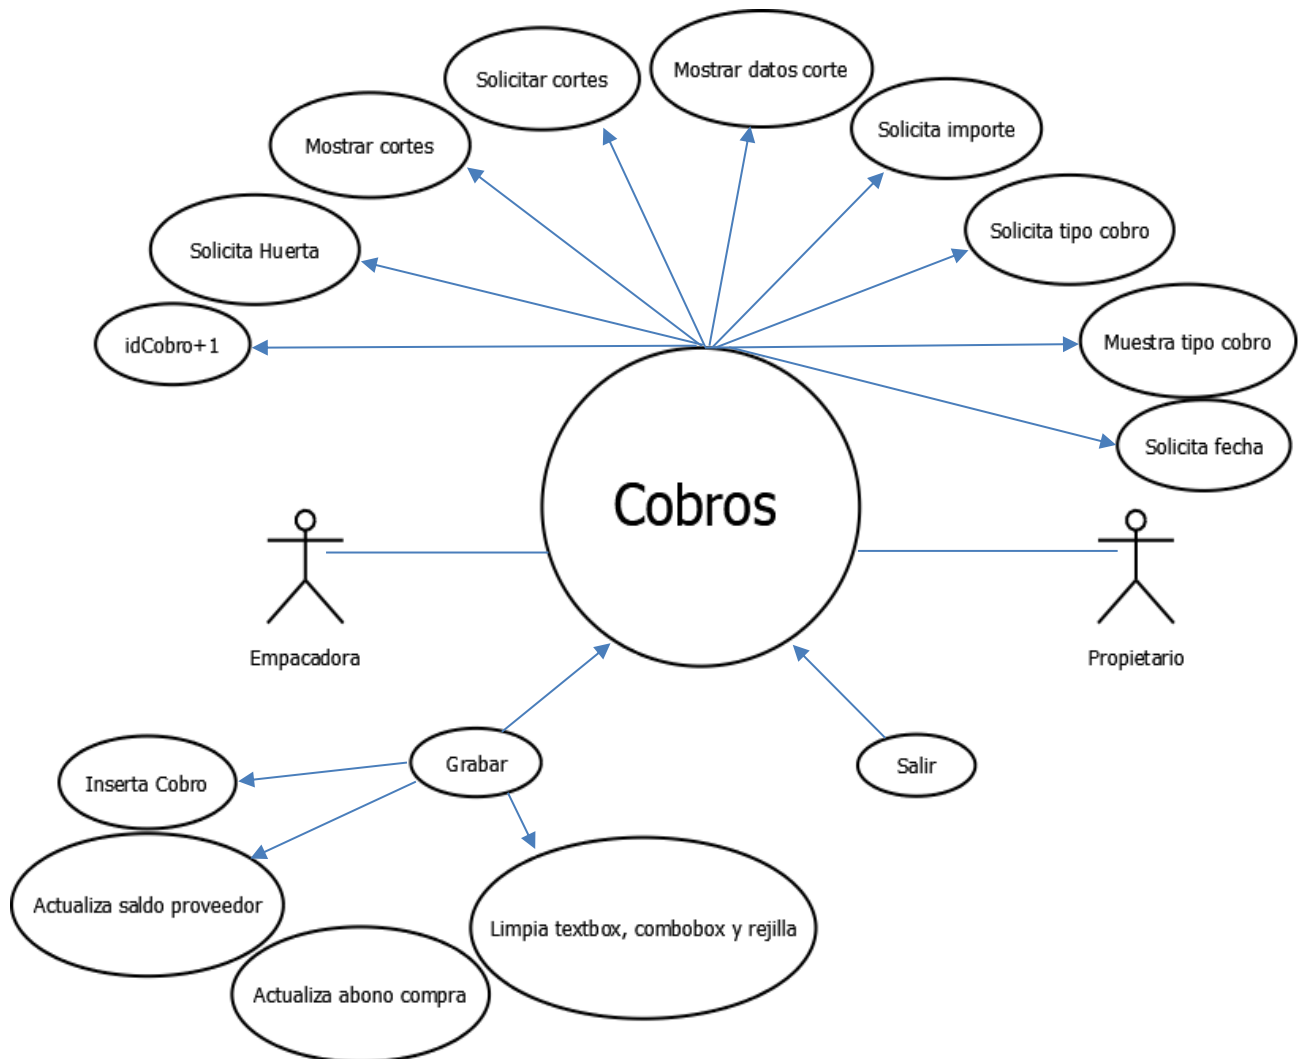 Mostrar datos corte
Solicitar cortes
Solicita importe
Mostrar cortes
Solicita tipo cobro
Solicita Huerta
idCobro+1
Muestra tipo cobro
Solicita fecha
Cobros
Empacadora
Propietario
Grabar
Salir
Inserta Cobro
Actualiza saldo proveedor
Limpia textbox, combobox y rejilla
Actualiza abono compra